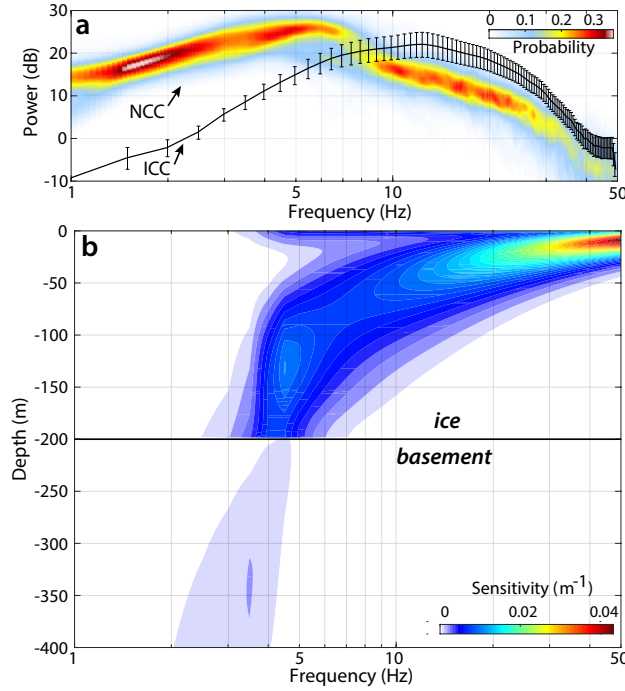 a
30
20
10
0
-10
Power (dB)
0 0.1 0.2 0.3
Probability
NCC
ICC
1 5 10 50
Frequency (Hz)
b
0
-50
-100
-150
-200
-250
-300
-350
-400
Depth (m)
ice
basement
Sensitivity (m-1)
0 0.02 0.04
1 5 10 50
Frequency (Hz)